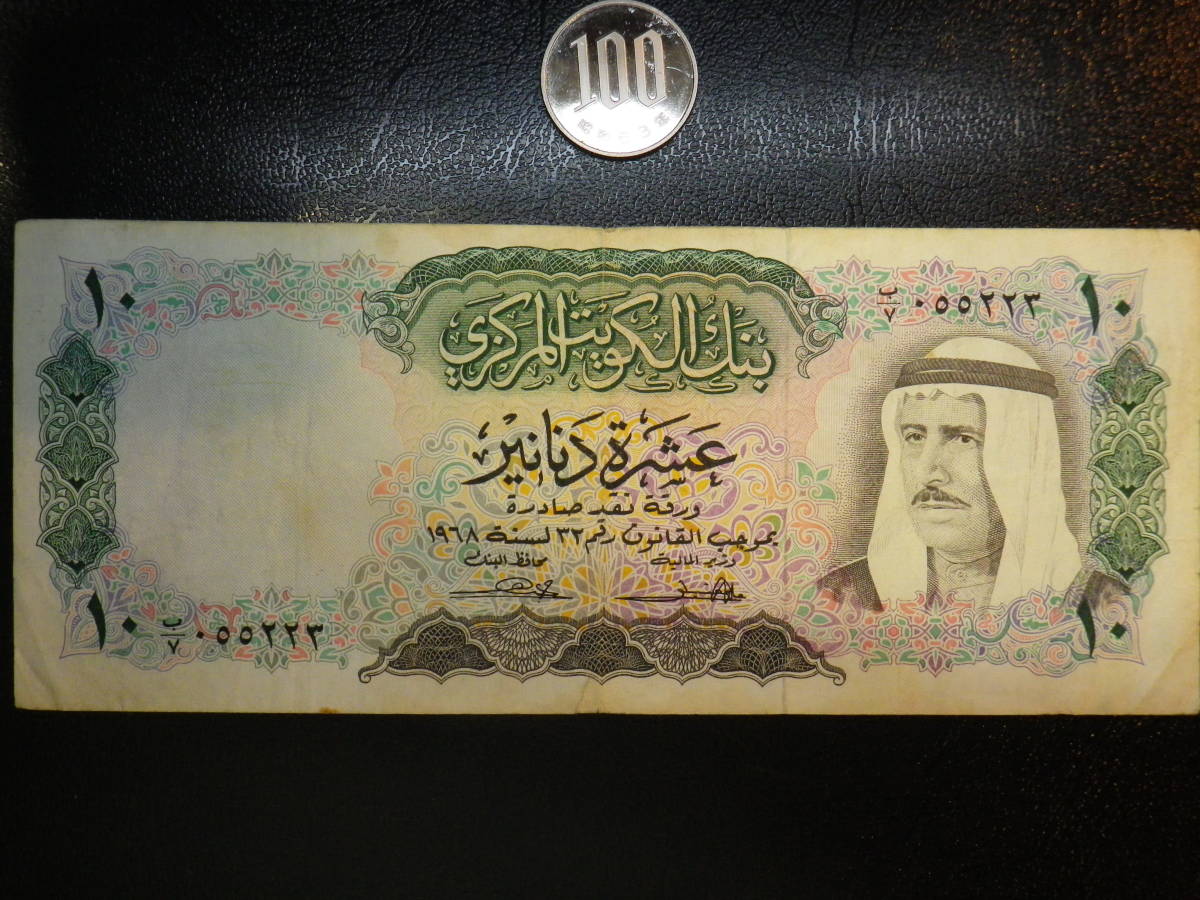 100
١٠
١٠
ب/٧ ٠٥٥٢٢٣
بنك الكويت المركزي
عشرة دنانير
ورقة نقد صادرة
بموجب القانون رقم ٣٢ لسنة ١٩٦٨
وزير المالية
محافظ البنك
١٠
١٠
ب/٧ ٠٥٥٢٢٣